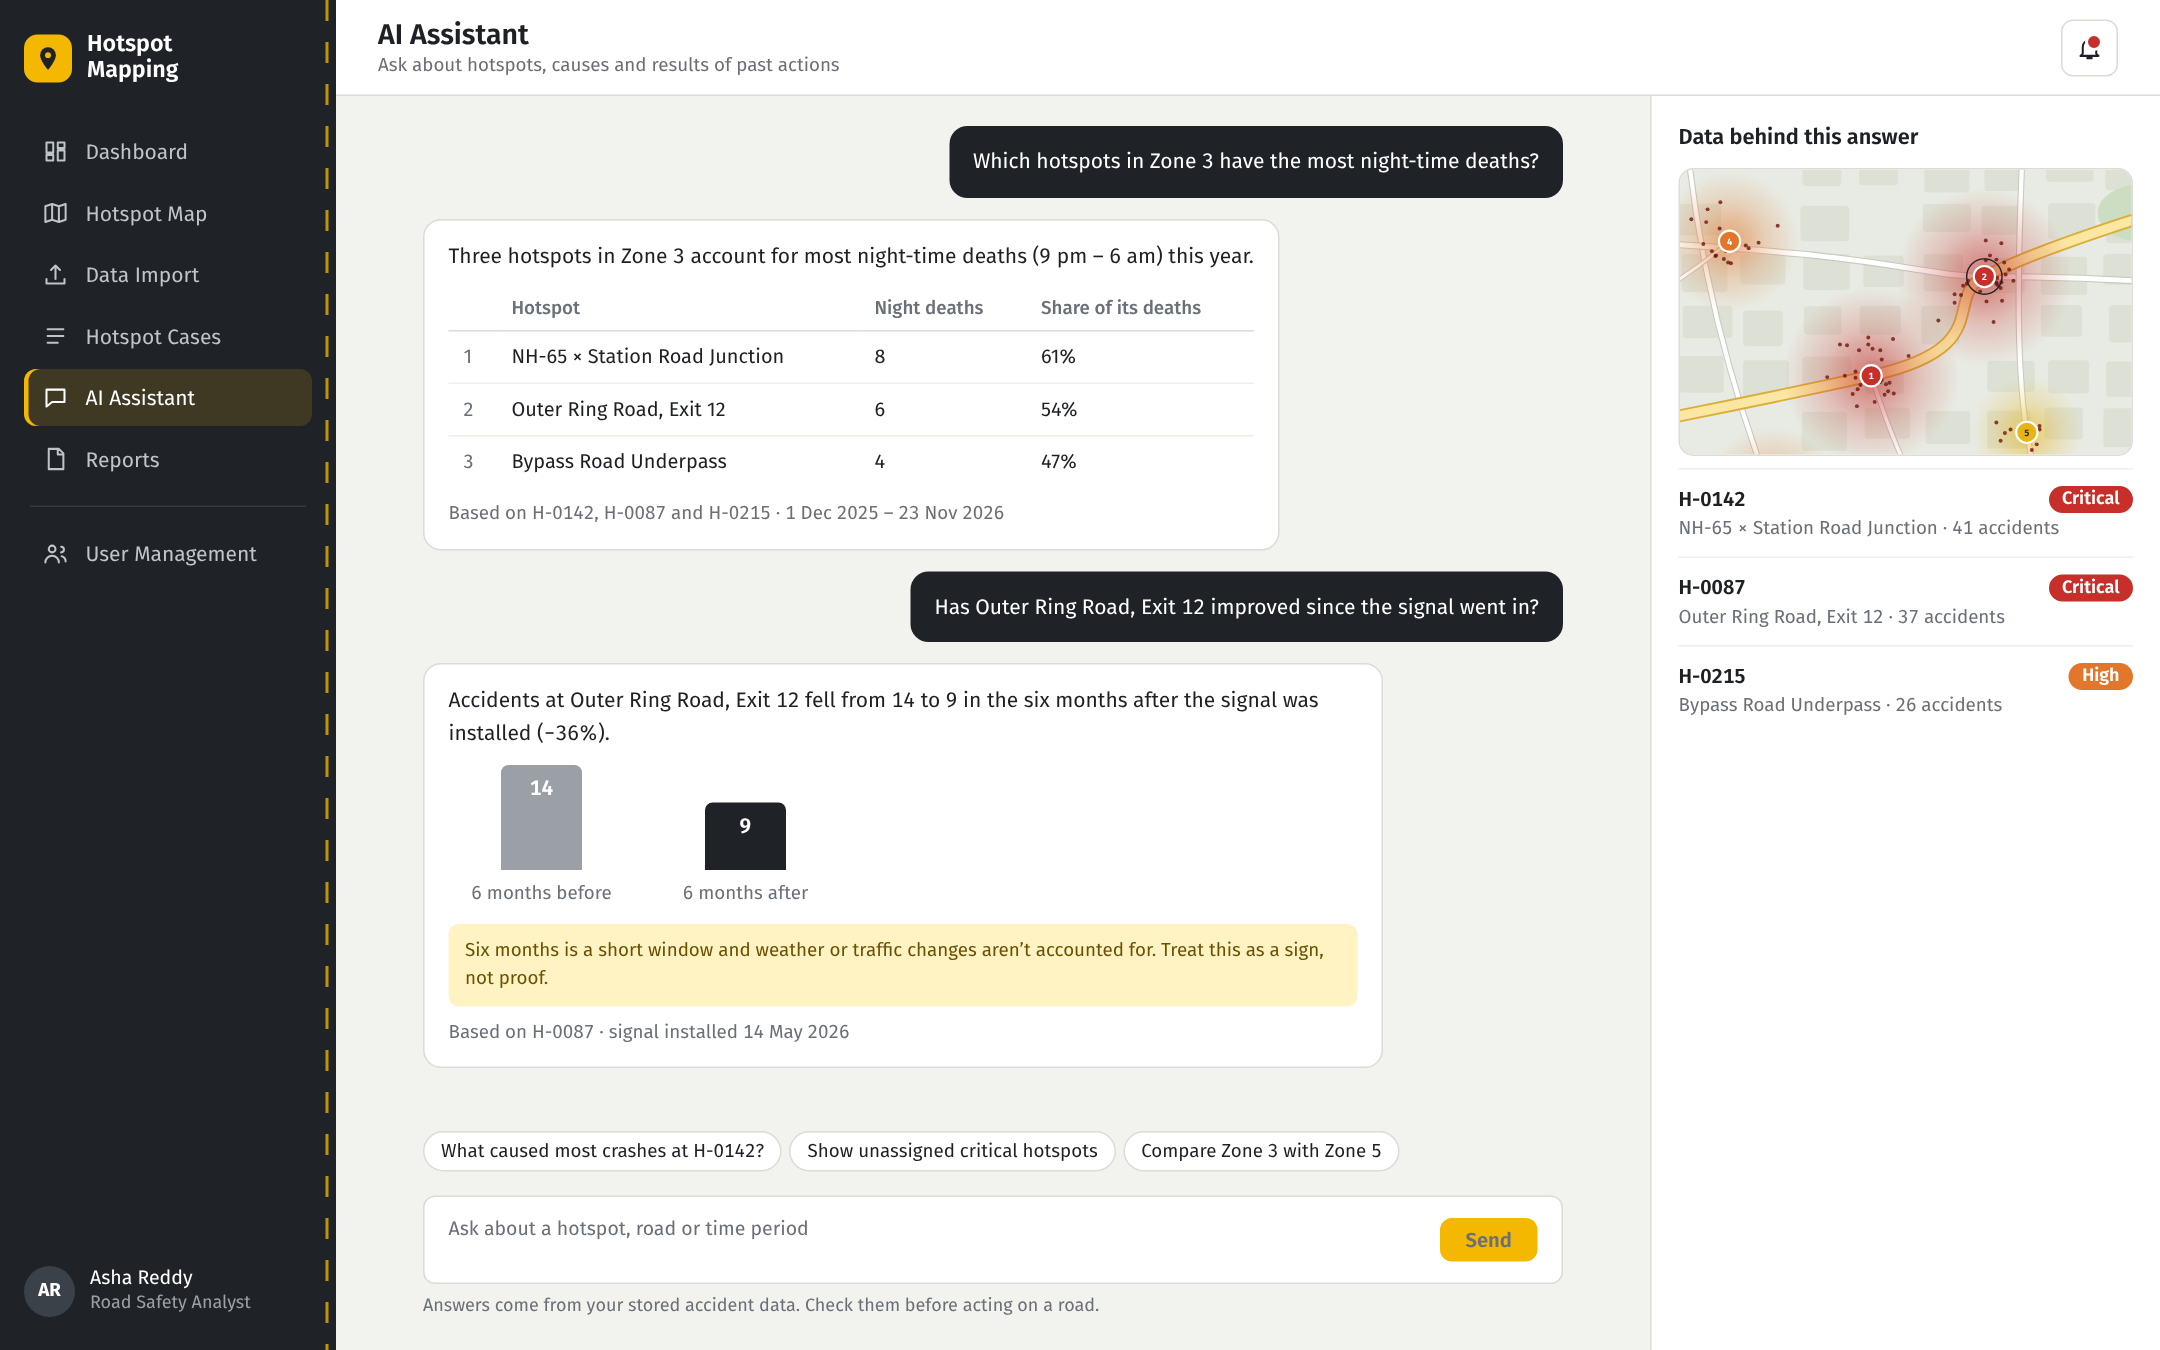 Hotspot
Mapping
Dashboard
Hotspot Map
Data Import
Hotspot Cases
AI Assistant
Reports
User Management
AR
Asha Reddy
Road Safety Analyst
AI Assistant
Ask about hotspots, causes and results of past actions
Which hotspots in Zone 3 have the most night-time deaths?
Three hotspots in Zone 3 account for most night-time deaths (9 pm – 6 am) this year.
Hotspot Night deaths Share of its deaths
1 NH-65 × Station Road Junction 8 61%
2 Outer Ring Road, Exit 12 6 54%
3 Bypass Road Underpass 4 47%
Based on H-0142, H-0087 and H-0215 · 1 Dec 2025 – 23 Nov 2026
Has Outer Ring Road, Exit 12 improved since the signal went in?
Accidents at Outer Ring Road, Exit 12 fell from 14 to 9 in the six months after the signal was
installed (−36%).
14
9
6 months before
6 months after
Six months is a short window and weather or traffic changes aren’t accounted for. Treat this as a sign,
not proof.
Based on H-0087 · signal installed 14 May 2026
What caused most crashes at H-0142?
Show unassigned critical hotspots
Compare Zone 3 with Zone 5
Ask about a hotspot, road or time period
Send
Answers come from your stored accident data. Check them before acting on a road.
Data behind this answer
4
2
1
5
H-0142 Critical
NH-65 × Station Road Junction · 41 accidents
H-0087 Critical
Outer Ring Road, Exit 12 · 37 accidents
H-0215 High
Bypass Road Underpass · 26 accidents